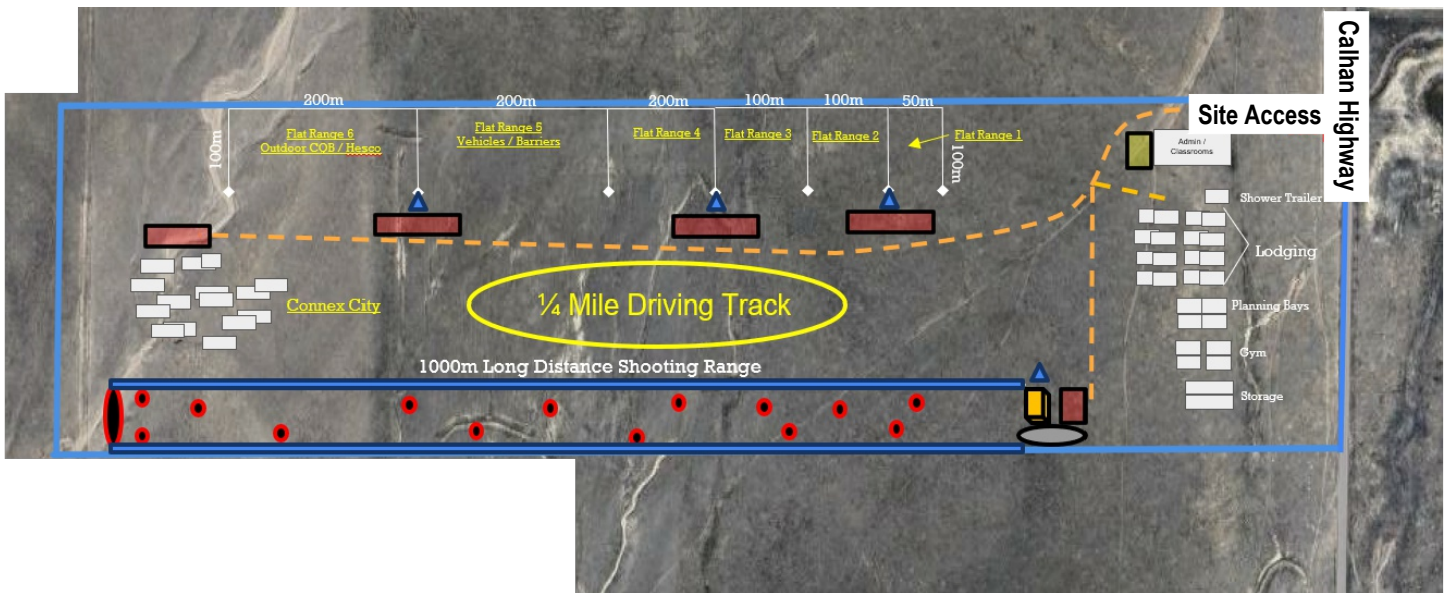 Calhan Highway
200m
200m
200m
100m
100m
50m
Site Access
Flat Range 6
Outdoor CQB / Hesco
Flat Range 5
Vehicles / Barriers
Flat Range 4
Flat Range 3
Flat Range 2
Flat Range 1
100m
100m
Admin /
Classrooms
Shower Trailer
Lodging
Connex City
¼ Mile Driving Track
Planning Bays
Gym
1000m Long Distance Shooting Range
Storage